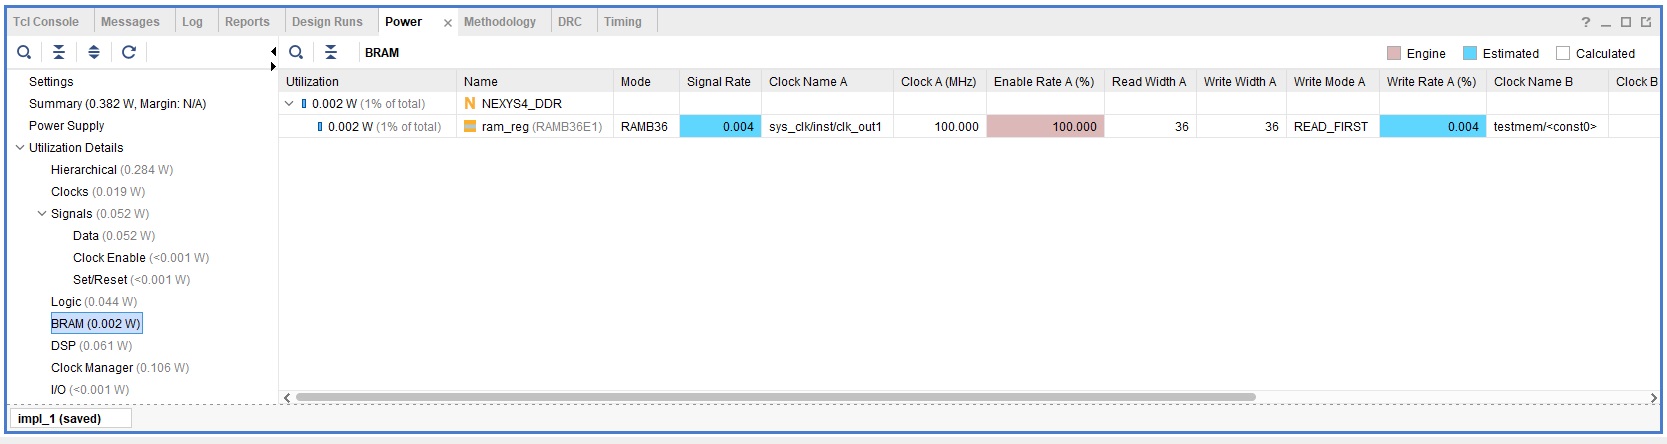 Tcl Console Messages Log Reports Design Runs Power × Methodology DRC Timing ?
BRAM Engine Estimated Calculated
Settings
Summary (0.382 W, Margin: N/A)
Power Supply
Utilization Details
Hierarchical (0.284 W)
Clocks (0.019 W)
Signals (0.052 W)
Data (0.052 W)
Clock Enable (<0.001 W)
Set/Reset (<0.001 W)
Logic (0.044 W)
BRAM (0.002 W)
DSP (0.061 W)
Clock Manager (0.106 W)
I/O (<0.001 W)
Utilization Name Mode Signal Rate Clock Name A Clock A (MHz) Enable Rate A (%) Read Width A Write Width A Write Mode A Write Rate A (%) Clock Name B Clock B
0.002 W (1% of total) N NEXYS4_DDR
0.002 W (1% of total) ram_reg (RAMB36E1) RAMB36 0.004 sys_clk/inst/clk_out1 100.000 100.000 36 36 READ_FIRST 0.004 testmem/<const0>
impl_1 (saved)